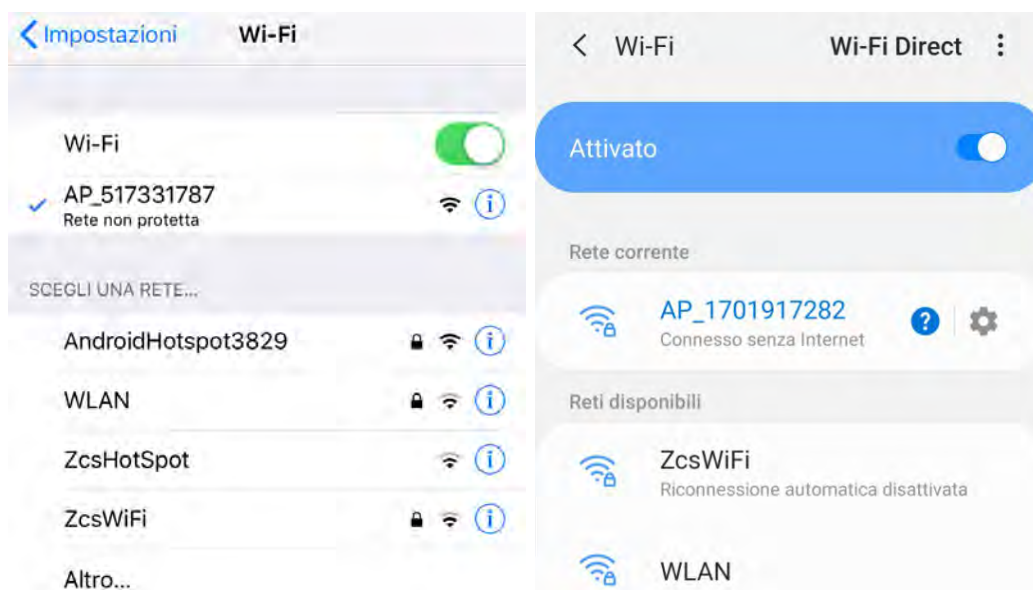 Impostazioni Wi-Fi
Wi-Fi
AP_517331787
Rete non protetta
SCEGLI UNA RETE...
AndroidHotspot3829
WLAN
ZcsHotSpot
ZcsWiFi
Altro...
Wi-Fi Wi-Fi Direct
Attivato
Rete corrente
AP_1701917282
Connesso senza Internet
Reti disponibili
ZcsWiFi
Riconnessione automatica disattivata
WLAN